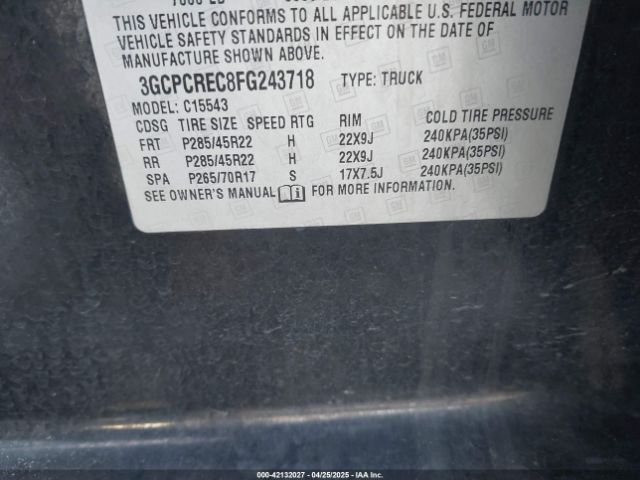 THIS VEHICLE CONFORMS TO ALL APPLICABLE U.S. FEDERAL MOTOR
VEHICLE SAFETY STANDARDS IN EFFECT ON THE DATE OF
MANUFACTURE SHOWN ABOVE.
3GCPCREC8FG243718 TYPE: TRUCK
MODEL: C15543
CDSG TIRE SIZE SPEED RTG RIM COLD TIRE PRESSURE
FRT P285/45R22 H 22X9J 240KPA(35PSI)
RR P285/45R22 H 22X9J 240KPA(35PSI)
SPA P265/70R17 S 17X7.5J 240KPA(35PSI)
SEE OWNER'S MANUAL FOR MORE INFORMATION.
000-42132027 - 04/25/2025 - IAA Inc.